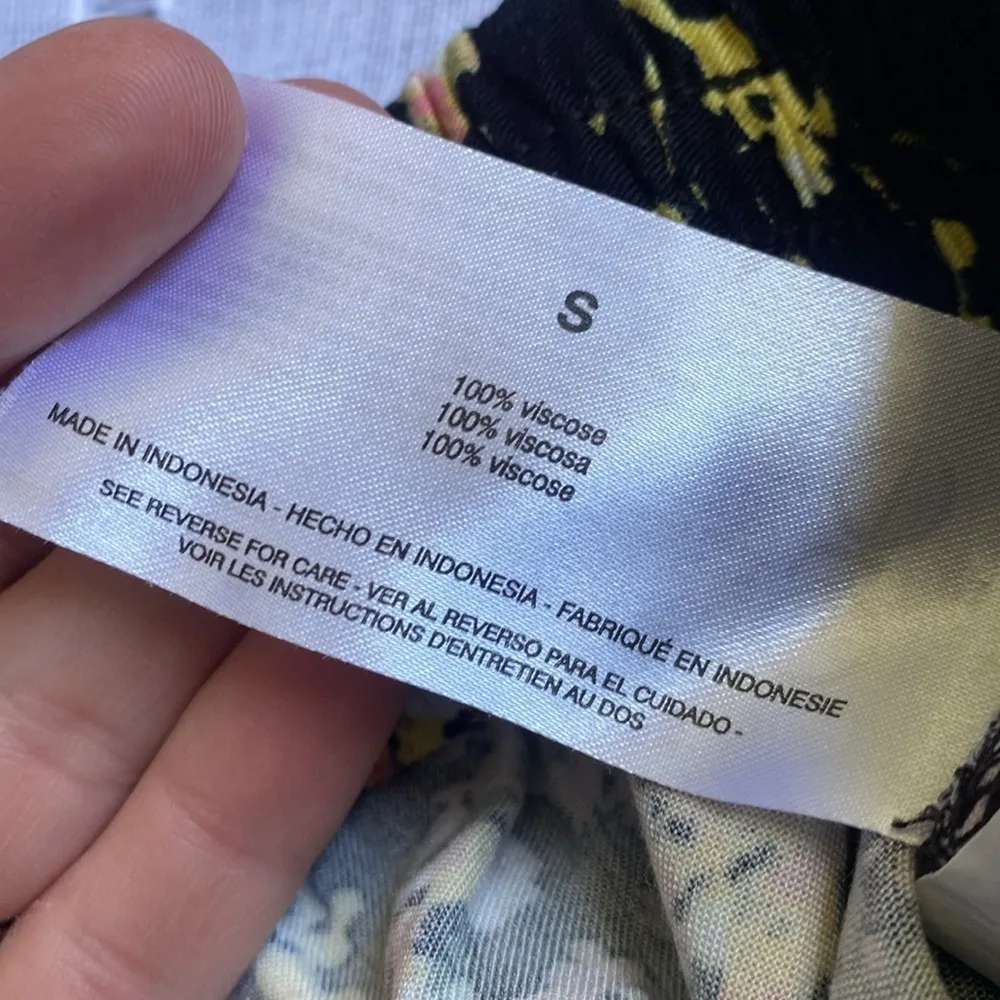 S
100% viscose
100% viscosa
100% viscose
MADE IN INDONESIA - HECHO EN INDONESIA - FABRIQUÉ EN INDONESIE
SEE REVERSE FOR CARE - VER AL REVERSO PARA EL CUIDADO -
VOIR LES INSTRUCTIONS D'ENTRETIEN AU DOS